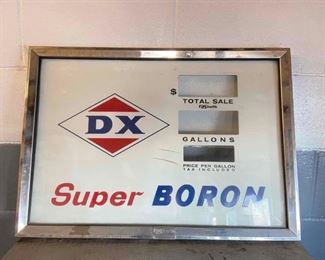 $
TOTAL SALE
DX
GALLONS
PRICE PER GALLON
TAX INCLUDED
Super BORON